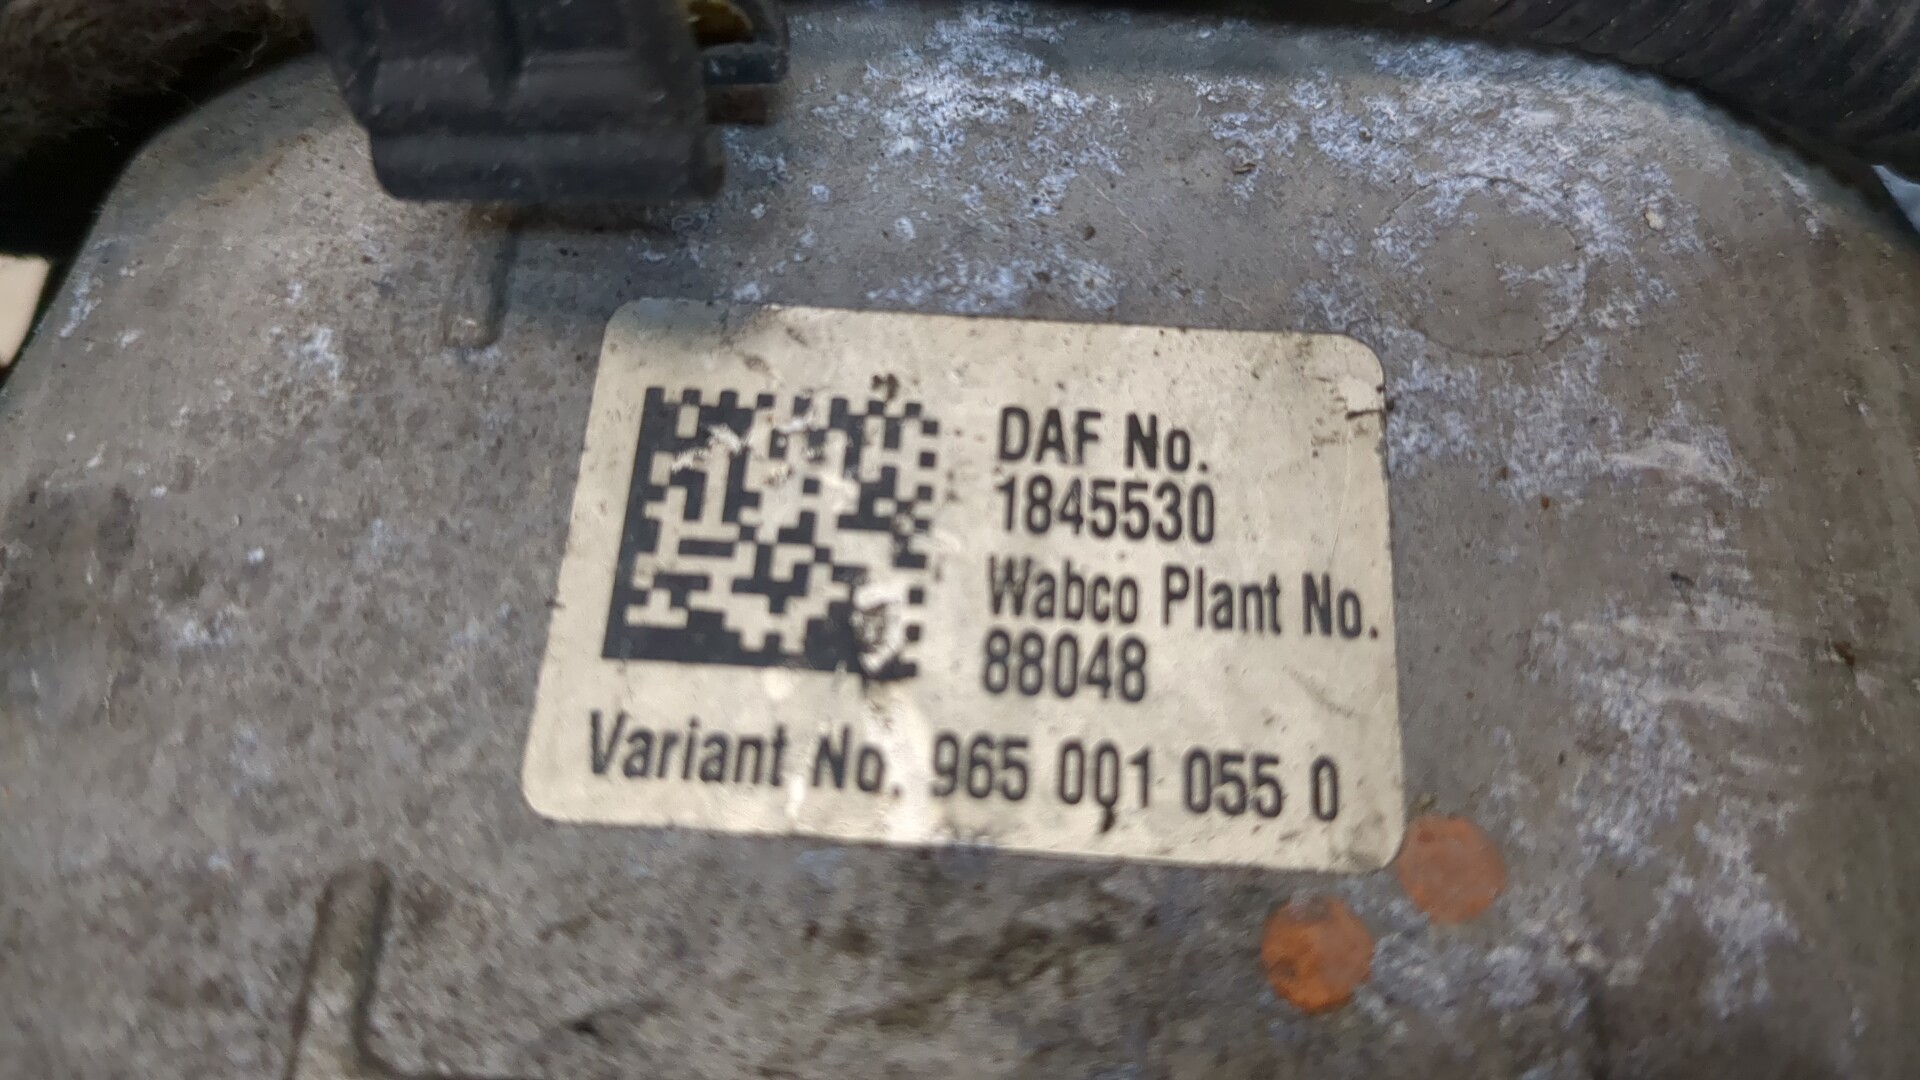 DAF No.
1845530
Wabco Plant No.
88048
Variant No. 965 001 055 0